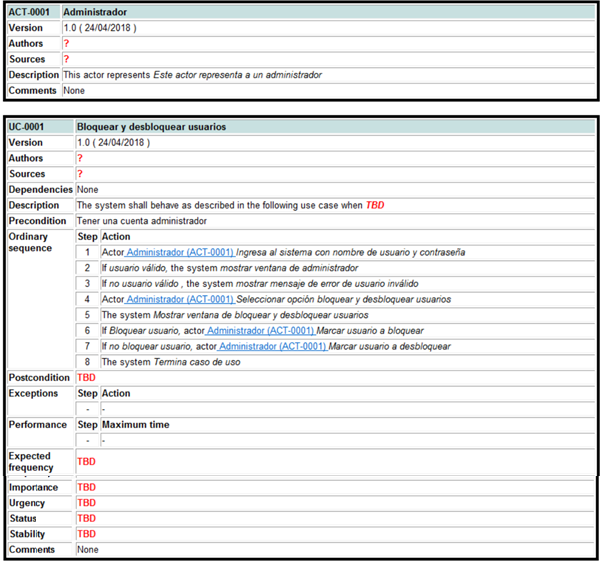 ACT-0001 Administrador
Version 1.0 ( 24/04/2018 )
Authors ?
Sources ?
Description This actor represents Este actor representa a un administrador
Comments None
UC-0001 Bloquear y desbloquear usuarios
Version 1.0 ( 24/04/2018 )
Authors ?
Sources ?
Dependencies None
Description The system shall behave as described in the following use case when TBD
Precondition Tener una cuenta administrador
Ordinary sequence Step Action
1 Actor Administrador (ACT-0001) Ingresa al sistema con nombre de usuario y contraseña
2 If usuario válido, the system mostrar ventana de administrador
3 If no usuario válido , the system mostrar mensaje de error de usuario inválido
4 Actor Administrador (ACT-0001) Seleccionar opción bloquear y desbloquear usuarios
5 The system Mostrar ventana de bloquear y desbloquear usuarios
6 If Bloquear usuario, actor Administrador (ACT-0001) Marcar usuario a bloquear
7 If no bloquear usuario, actor Administrador (ACT-0001) Marcar usuario a desbloquear
8 The system Termina caso de uso
Postcondition TBD
Exceptions Step Action
- -
Performance Step Maximum time
- -
Expected frequency TBD
Importance TBD
Urgency TBD
Status TBD
Stability TBD
Comments None